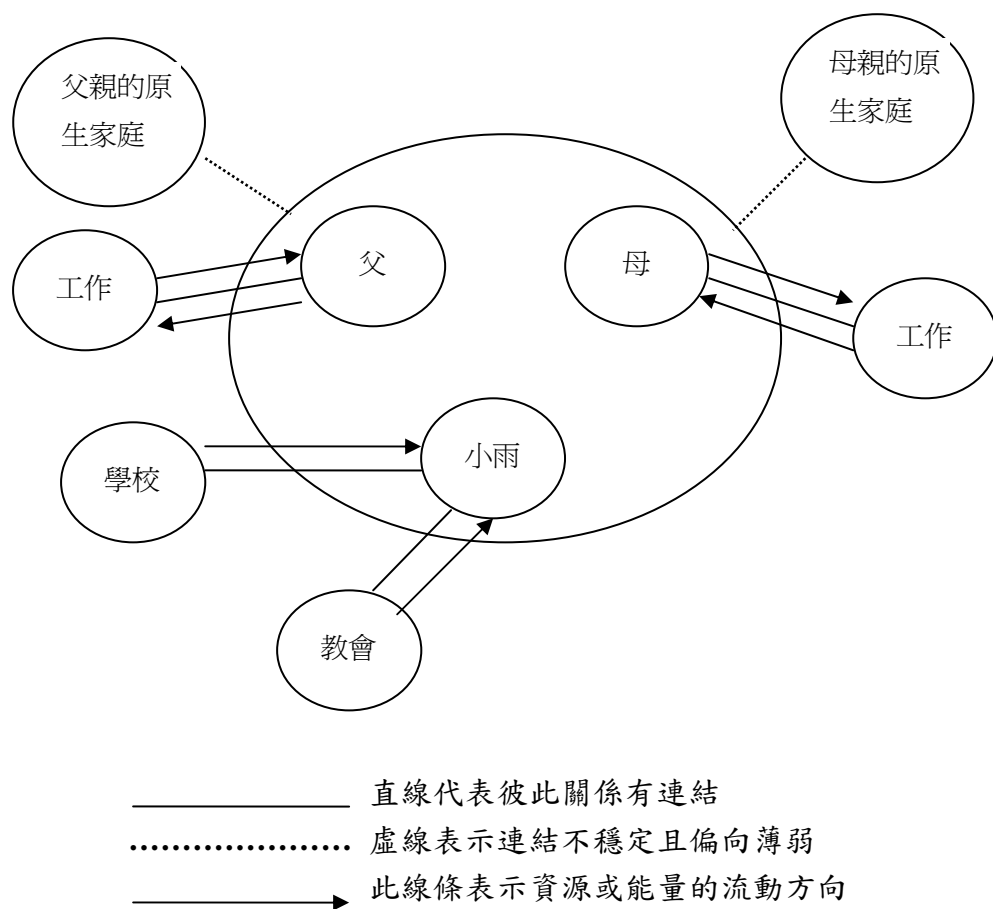 父親的原
生家庭
母親的原
生家庭
工作
父
母
工作
學校
小雨
教會
直線代表彼此關係有連結
虛線表示連結不穩定且偏向薄弱
此線條表示資源或能量的流動方向